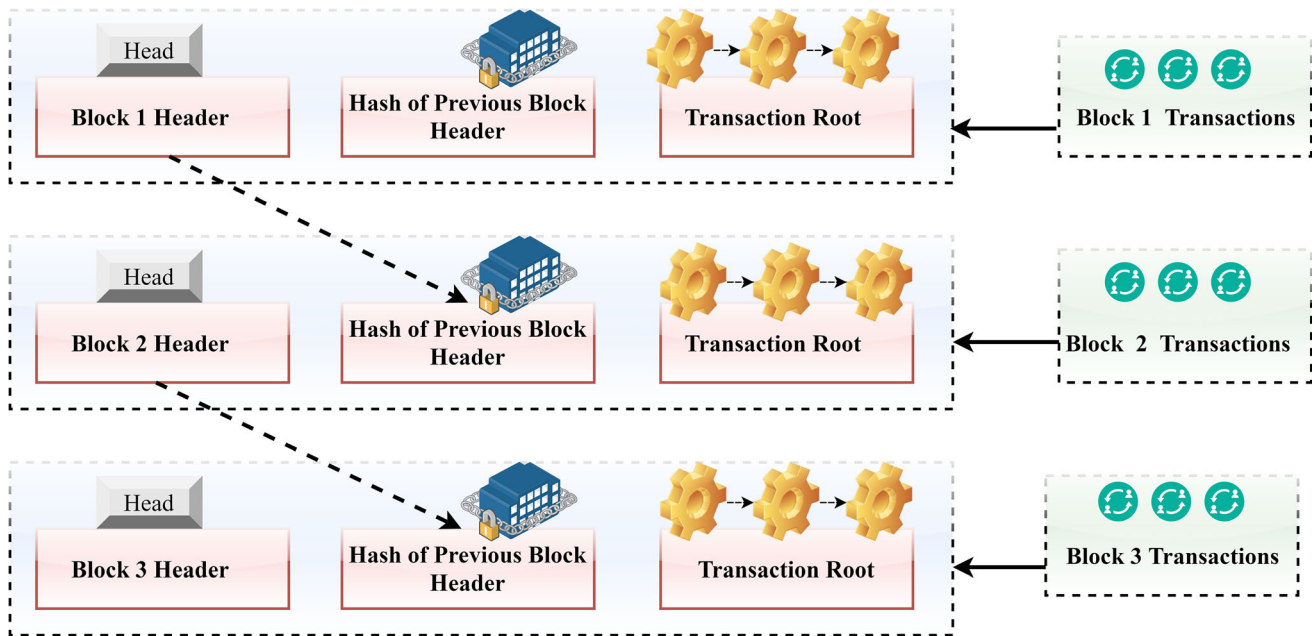 Head
Block 1 Header
Hash of Previous Block
Header
Transaction Root
Block 1 Transactions
Head
Block 2 Header
Hash of Previous Block
Header
Transaction Root
Block 2 Transactions
Head
Block 3 Header
Hash of Previous Block
Header
Transaction Root
Block 3 Transactions